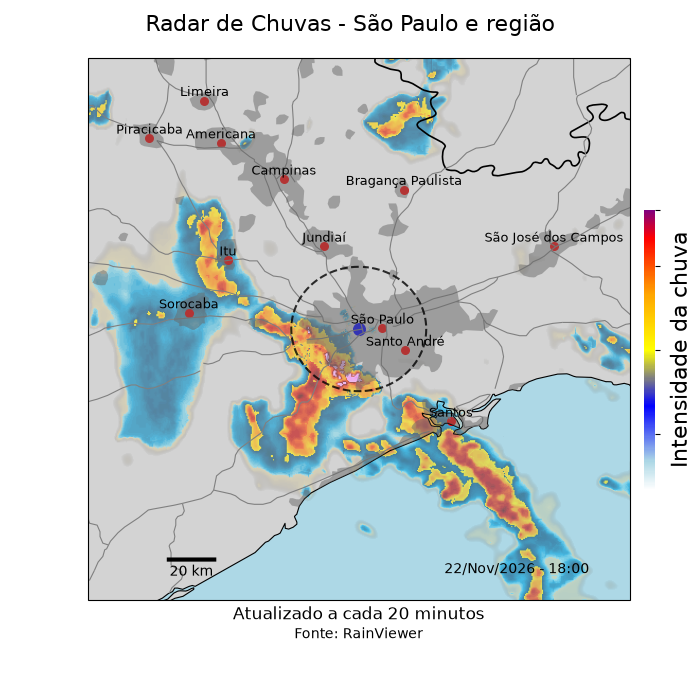 Radar de Chuvas - São Paulo e região
Limeira
Piracicaba
Americana
Campinas
Bragança Paulista
Jundiaí
São José dos Campos
Itu
Sorocaba
São Paulo
Santo André
Santos
Intensidade da chuva
22/Nov/2026 - 18:00
20 km
Atualizado a cada 20 minutos
Fonte: RainViewer